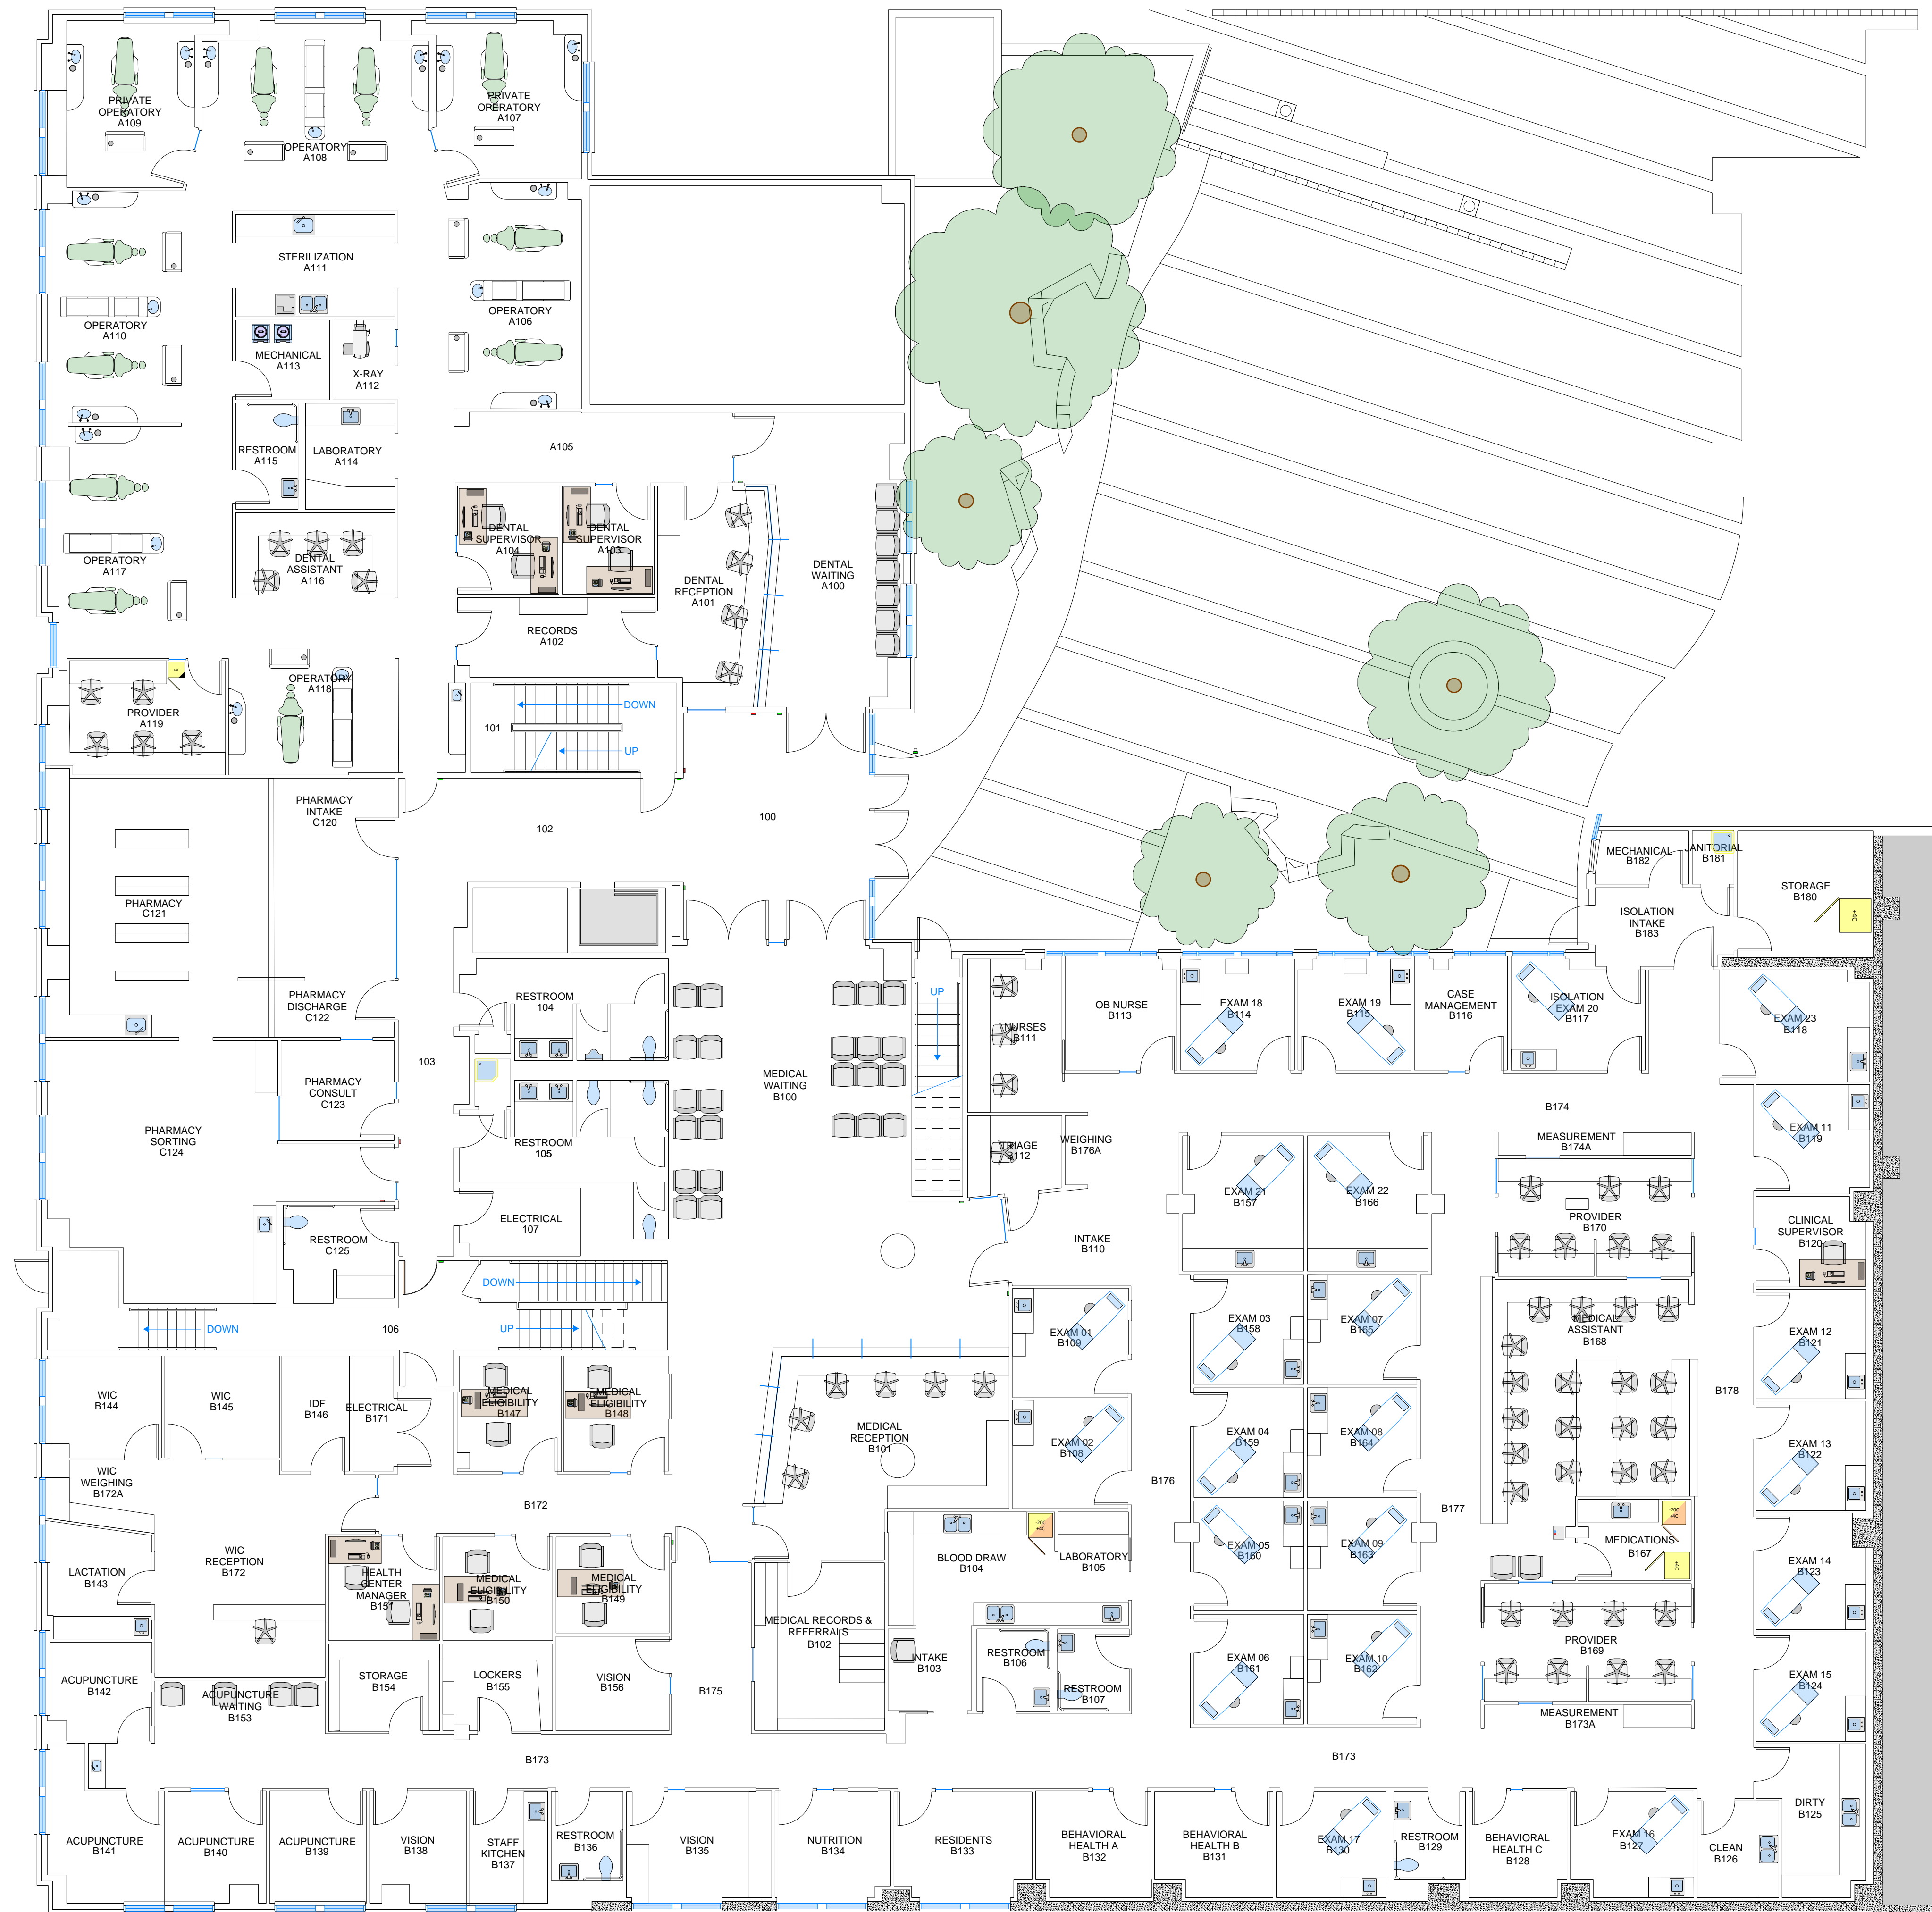 PRIVATE
OPERATORY
A109
OPERATORY
A108
PRIVATE
OPERATORY
A107
STERILIZATION
A111
OPERATORY
A110
OPERATORY
A106
MECHANICAL
A113
X-RAY
A112
RESTROOM
A115
LABORATORY
A114
A105
DENTAL
SUPERVISOR
A104
DENTAL
SUPERVISOR
A103
OPERATORY
A117
DENTAL
ASSISTANT
A116
DENTAL
RECEPTION
A101
DENTAL
WAITING
A100
RECORDS
A102
OPERATORY
A118
PROVIDER
A119
+4C
101
DOWN
UP
PHARMACY
INTAKE
C120
102
100
PHARMACY
C121
PHARMACY
DISCHARGE
C122
103
PHARMACY
CONSULT
C123
PHARMACY
SORTING
C124
RESTROOM
C125
RESTROOM
104
RESTROOM
105
ELECTRICAL
107
DOWN
UP
DOWN
106
MEDICAL
WAITING
B100
UP
MECHANICAL
B182
JANITORIAL
B181
STORAGE
B180
+4C
ISOLATION
INTAKE
B183
NURSES
B111
OB NURSE
B113
EXAM 18
B114
EXAM 19
B115
CASE
MANAGEMENT
B116
ISOLATION
EXAM 20
B117
EXAM 23
B118
B174
TRIAGE
B112
WEIGHING
B176A
MEASUREMENT
B174A
EXAM 11
B119
EXAM 21
B157
EXAM 22
B166
PROVIDER
B170
CLINICAL
SUPERVISOR
B120
INTAKE
B110
EXAM 01
B109
EXAM 03
B158
EXAM 07
B165
MEDICAL
ASSISTANT
B168
EXAM 12
B121
B178
WIC
B144
WIC
B145
IDF
B146
ELECTRICAL
B171
MEDICAL
ELIGIBILITY
B147
MEDICAL
ELIGIBILITY
B148
MEDICAL
RECEPTION
B101
EXAM 02
B108
EXAM 04
B159
EXAM 08
B164
EXAM 13
B122
WIC
WEIGHING
B172A
B172
B176
B177
LACTATION
B143
WIC
RECEPTION
B172
HEALTH
CENTER
MANAGER
B151
MEDICAL
ELIGIBILITY
B150
MEDICAL
ELIGIBILITY
B149
BLOOD DRAW
B104
-20C
+4C
LABORATORY
B105
EXAM 05
B160
EXAM 09
B163
MEDICATIONS
B167
-20C
+4C
+4C
EXAM 14
B123
MEDICAL RECORDS &
REFERRALS
B102
INTAKE
B103
RESTROOM
B106
RESTROOM
B107
EXAM 06
B161
EXAM 10
B162
PROVIDER
B169
EXAM 15
B124
ACUPUNCTURE
B142
ACUPUNCTURE
WAITING
B153
STORAGE
B154
LOCKERS
B155
VISION
B156
B175
MEASUREMENT
B173A
B173
B173
ACUPUNCTURE
B141
ACUPUNCTURE
B140
ACUPUNCTURE
B139
VISION
B138
STAFF
KITCHEN
B137
RESTROOM
B136
VISION
B135
NUTRITION
B134
RESIDENTS
B133
BEHAVIORAL
HEALTH A
B132
BEHAVIORAL
HEALTH B
B131
EXAM 17
B130
RESTROOM
B129
BEHAVIORAL
HEALTH C
B128
EXAM 16
B127
CLEAN
B126
DIRTY
B125